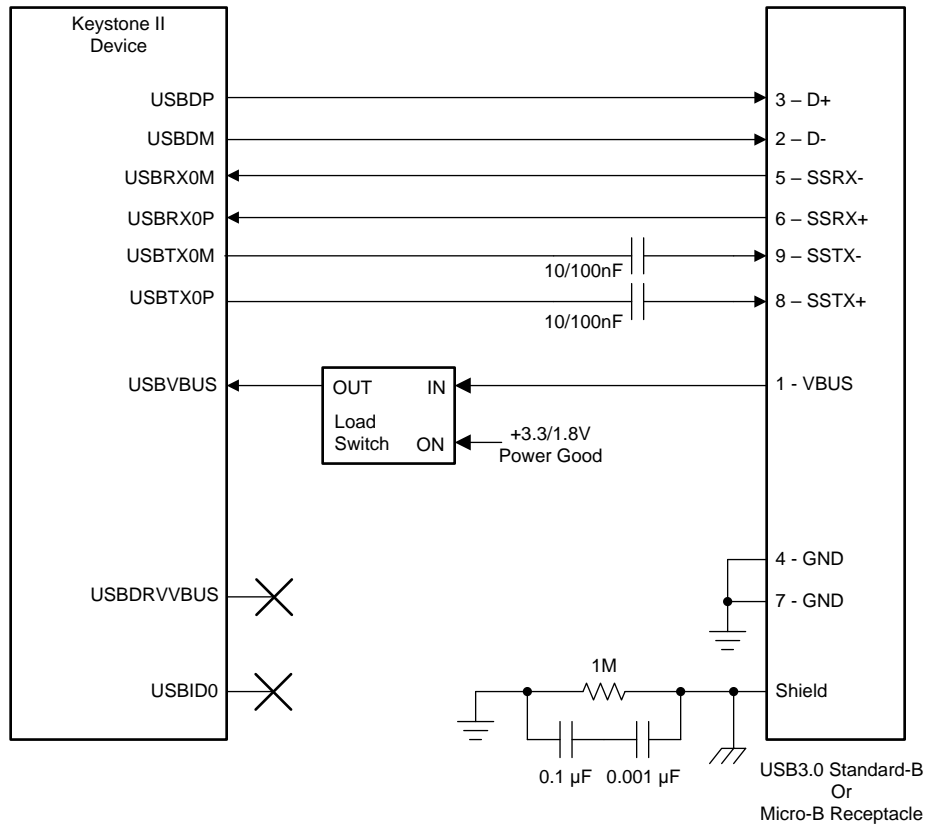 Keystone II
Device
USBDP
3 – D+
USBDM
2 – D-
USBRX0M
5 – SSRX-
USBRX0P
6 – SSRX+
USBTX0M
10/100nF
9 – SSTX-
USBTX0P
10/100nF
8 – SSTX+
USBVBUS
OUT
IN
1 - VBUS
Load
Switch
ON
+3.3/1.8V
Power Good
4 - GND
USBDRVVBUS
7 - GND
1M
USBID0
Shield
0.1 µF
0.001 µF
USB3.0 Standard-B
Or
Micro-B Receptacle